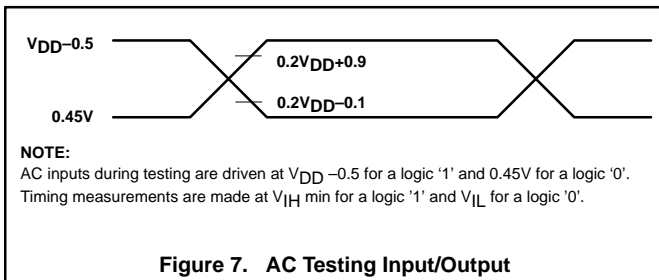 VDD–0.5
0.2VDD+0.9
0.2VDD–0.1
0.45V
NOTE:
AC inputs during testing are driven at VDD –0.5 for a logic '1' and 0.45V for a logic ‘0’.
Timing measurements are made at VIH min for a logic '1' and VIL for a logic '0'.
Figure 7. AC Testing Input/Output